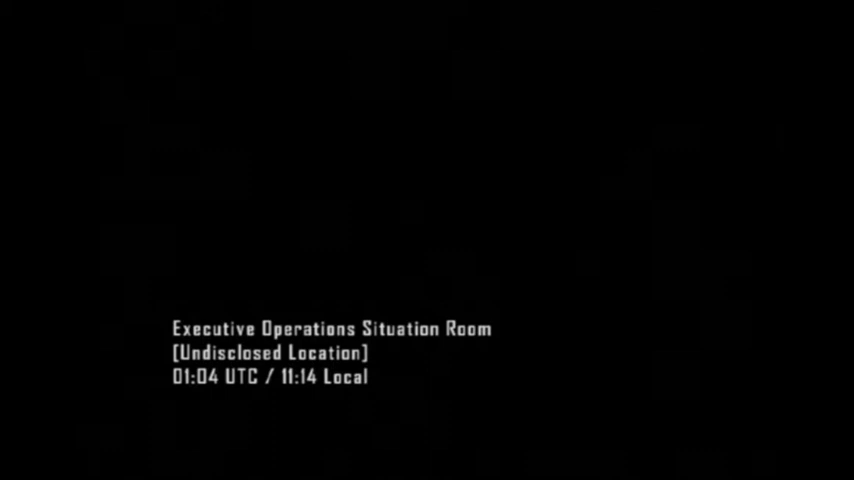 Executive Operations Situation Room
[Undisclosed Location]
01:04 UTC / 11:14 Local